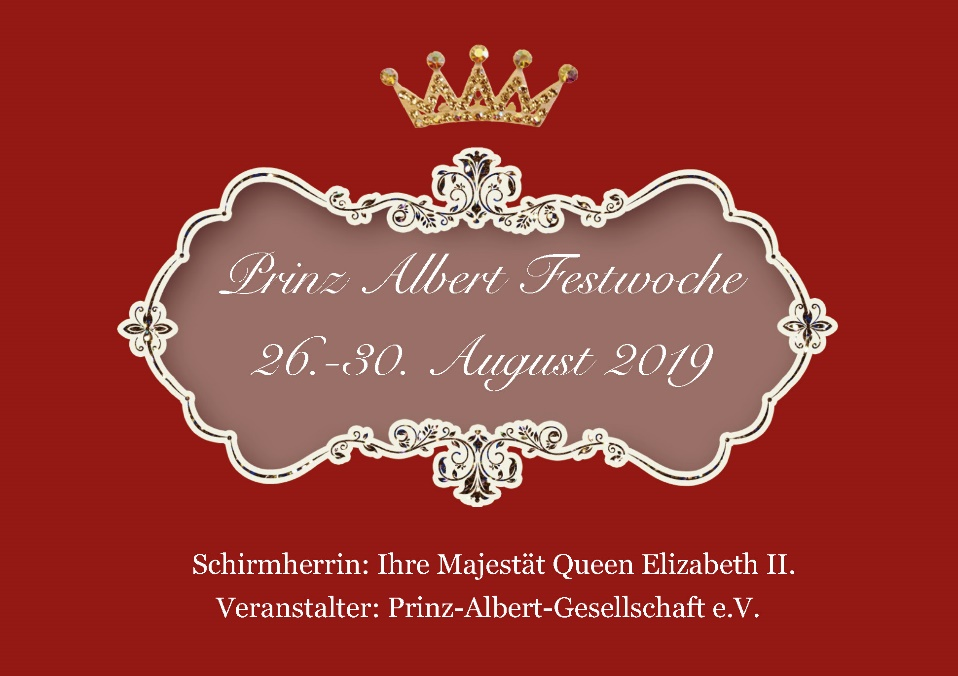 Prinz Albert Festwoche
26.-30. August 2019
Schirmherrin: Ihre Majestät Queen Elizabeth II.
Veranstalter: Prinz-Albert-Gesellschaft e.V.